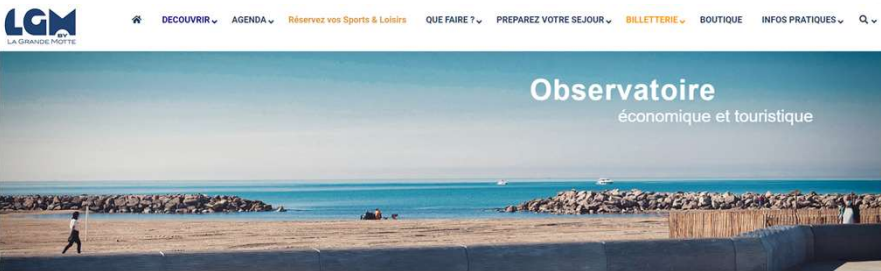 LGM
BY
LA GRANDE MOTTE
DECOUVRIR AGENDA Réservez vos Sports & Loisirs QUE FAIRE ? PREPAREZ VOTRE SEJOUR BILLETTERIE BOUTIQUE INFOS PRATIQUES
Observatoire
économique et touristique